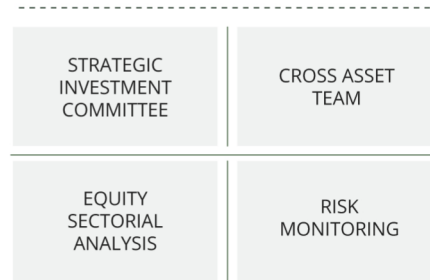 STRATEGIC
INVESTMENT
COMMITTEE
CROSS ASSET
TEAM
EQUITY
SECTORIAL
ANALYSIS
RISK
MONITORING